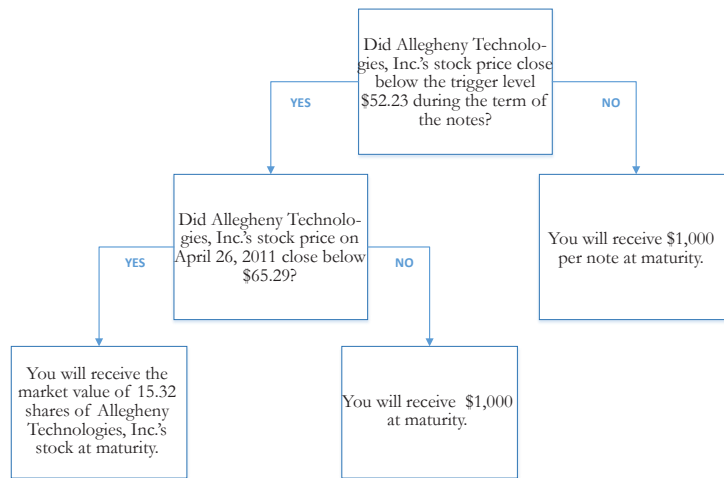 Did Allegheny Technolo-
gies, Inc.'s stock price close
below the trigger level
$52.23 during the term of
the notes?
YES
NO
Did Allegheny Technolo-
gies, Inc.'s stock price on
April 26, 2011 close below
$65.29?
You will receive $1,000
per note at maturity.
YES
NO
You will receive the
market value of 15.32
shares of Allegheny
Technologies, Inc.'s
stock at maturity.
You will receive $1,000
at maturity.